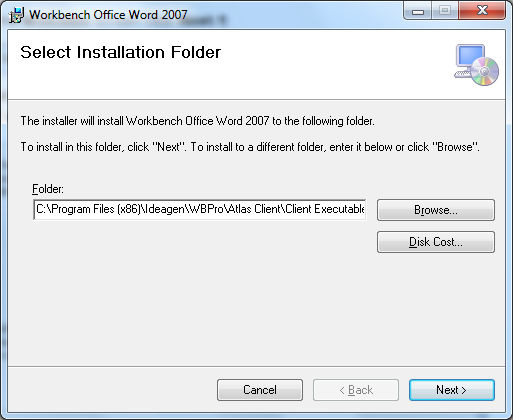 Workbench Office Word 2007
Select Installation Folder
The installer will install Workbench Office Word 2007 to the following folder.
To install in this folder, click "Next". To install to a different folder, enter it below or click "Browse".
Folder:
C:\Program Files (x86)\Ideagen\WBPro\Atlas Client\Client Executable
Browse...
Disk Cost...
Cancel
< Back
Next >